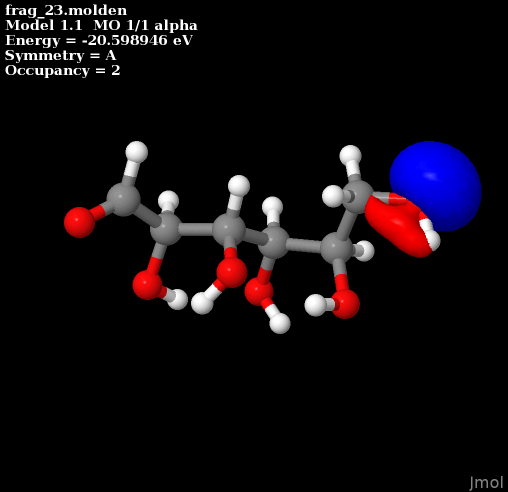 frag_23.molden
Model 1.1  MO 1/1 alpha
Energy = -20.598946 eV
Symmetry = A
Occupancy = 2
Jmol